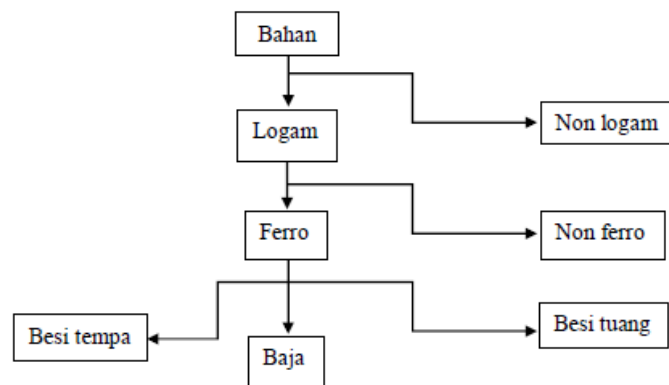 Bahan
Logam
Non logam
Ferro
Non ferro
Besi tempa
Baja
Besi tuang